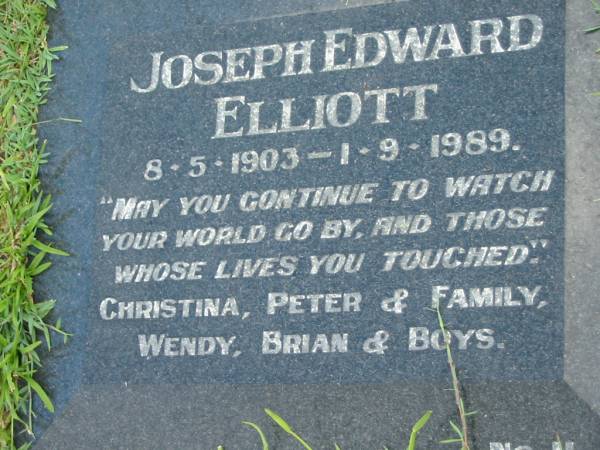 JOSEPH EDWARD
ELLIOTT
8 · 5 · 1903 — 1 · 9 · 1989.
"MAY YOU CONTINUE TO WATCH
YOUR WORLD GO BY, AND THOSE
WHOSE LIVES YOU TOUCHED."
CHRISTINA, PETER & FAMILY,
WENDY, BRIAN & BOYS.